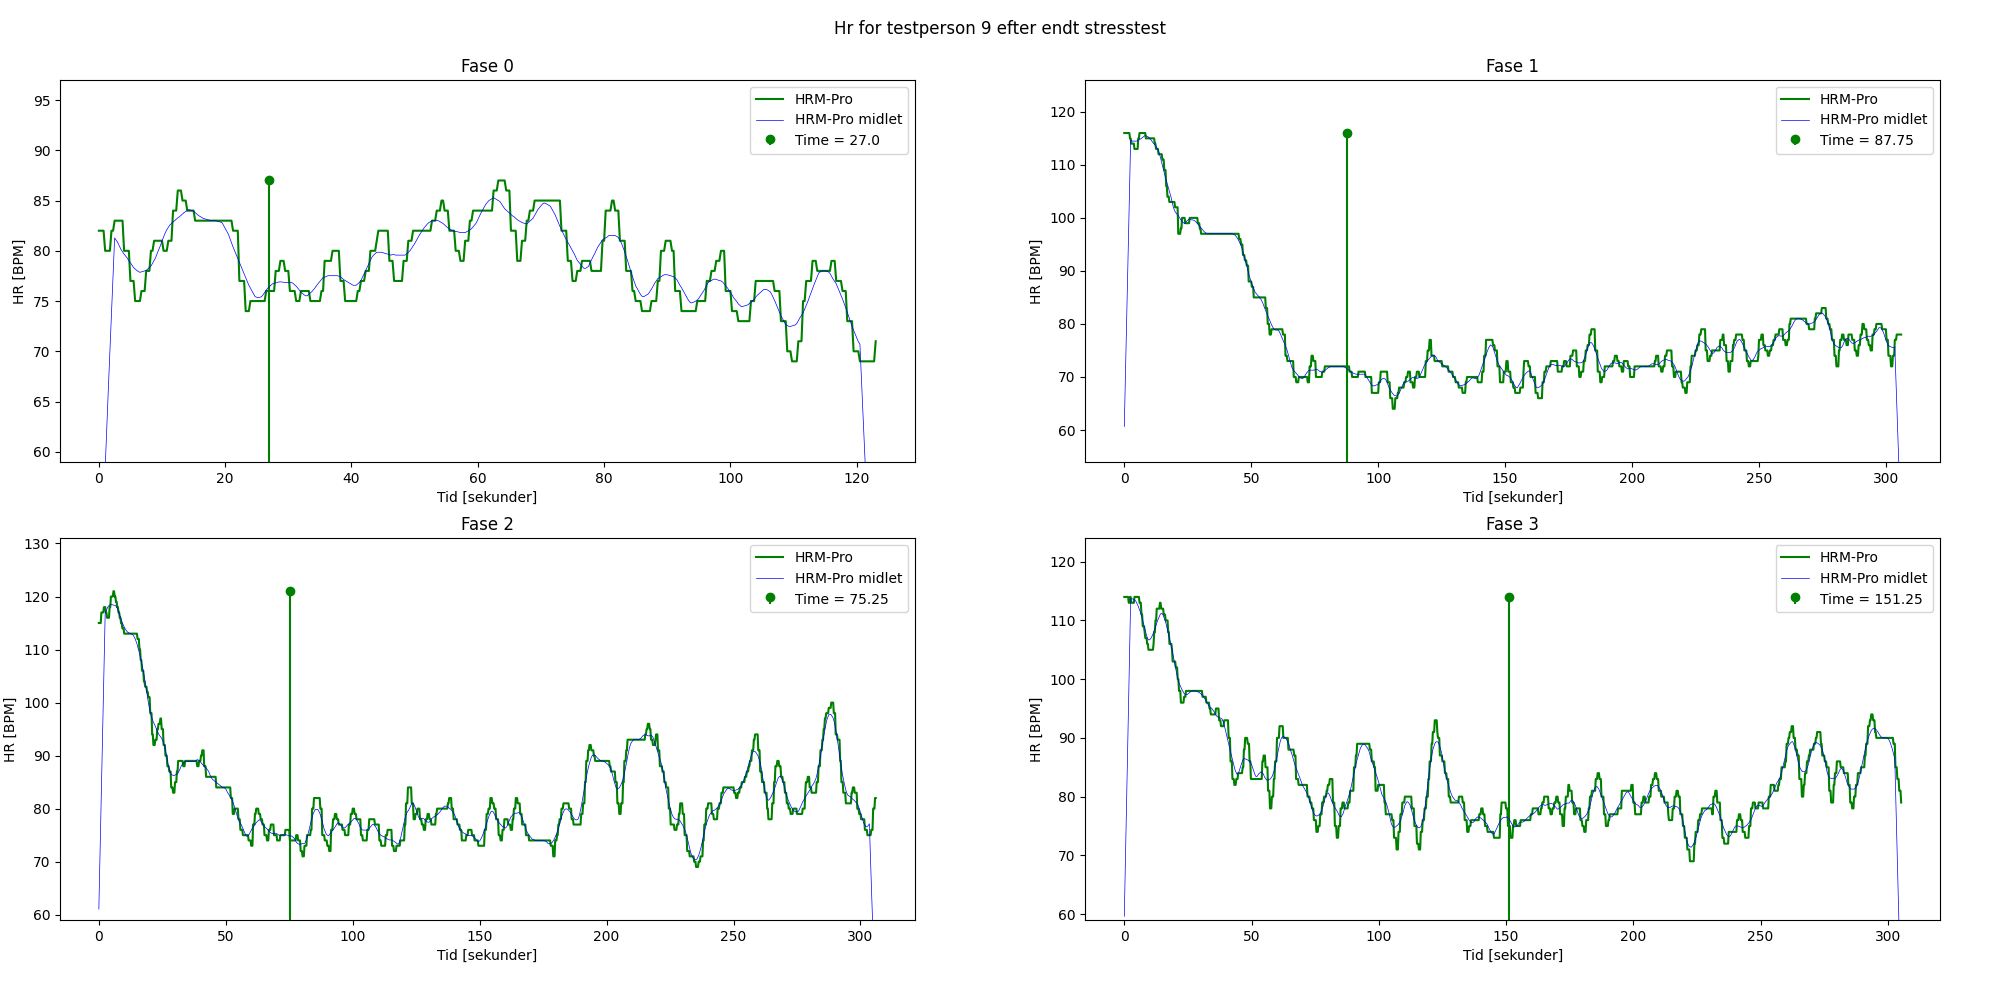 Hr for testperson 9 efter endt stresstest
Fase 0
95
90
85
80
75
70
65
60
HR [BPM]
0 20 40 60 80 100 120
Tid [sekunder]
HRM-Pro
HRM-Pro midlet
Time = 27.0
Fase 1
120
110
100
90
80
70
60
HR [BPM]
0 50 100 150 200 250 300
Tid [sekunder]
HRM-Pro
HRM-Pro midlet
Time = 87.75
Fase 2
130
120
110
100
90
80
70
60
HR [BPM]
0 50 100 150 200 250 300
Tid [sekunder]
HRM-Pro
HRM-Pro midlet
Time = 75.25
Fase 3
120
110
100
90
80
70
60
HR [BPM]
0 50 100 150 200 250 300
Tid [sekunder]
HRM-Pro
HRM-Pro midlet
Time = 151.25